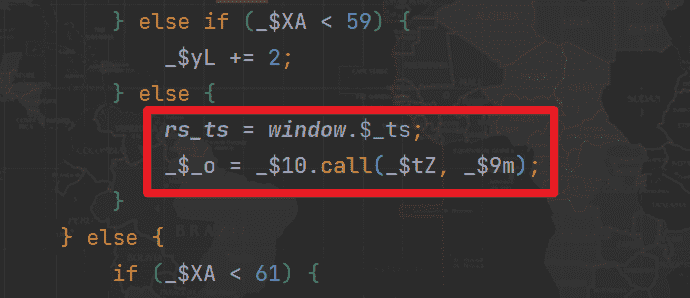 } else if (_$XA < 59) {
_$yL += 2;
} else {
rs_ts = window.$_ts;
_$_o = _$10.call(_$tZ, _$9m);
}
} else {
if (_$XA < 61) {